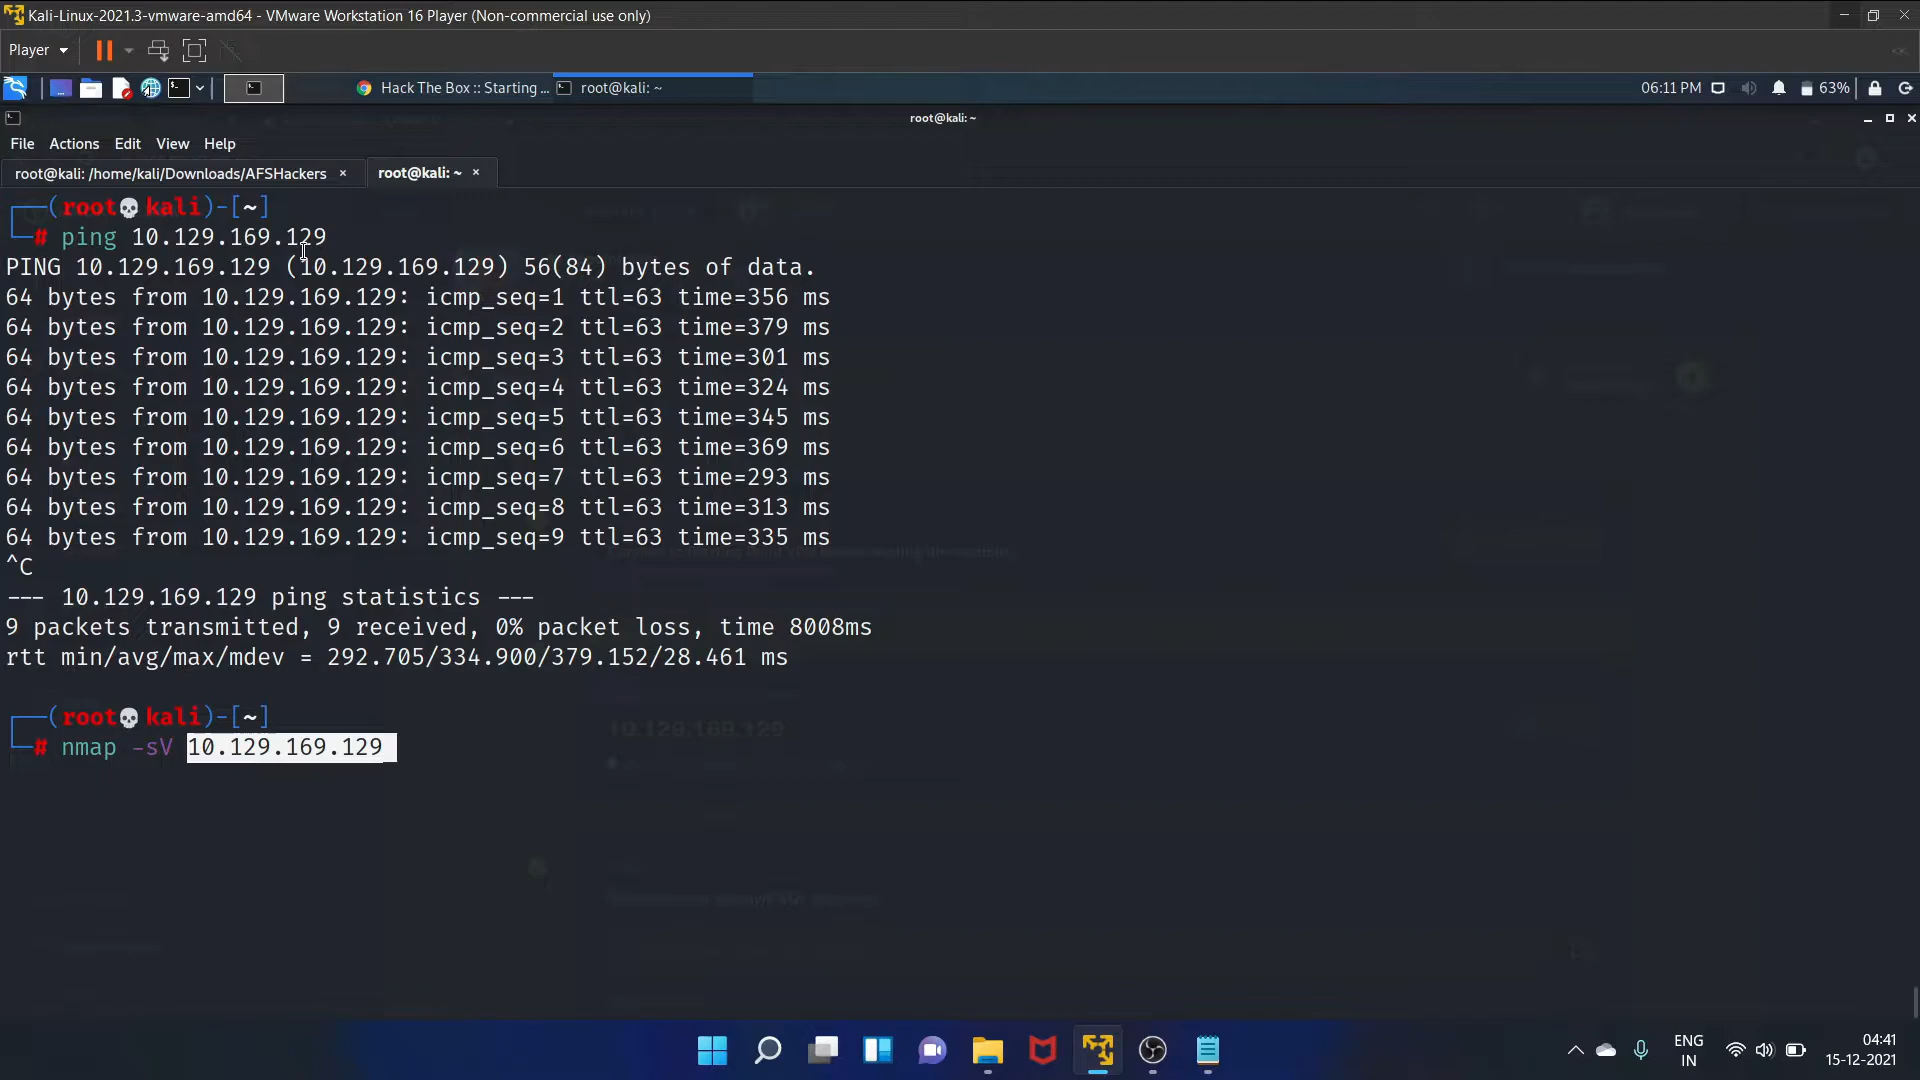 Kali-Linux-2021.3-vmware-amd64 - VMware Workstation 16 Player (Non-commercial use only)
Player
Hack The Box :: Starting ...
root@kali: ~
06:11 PM
63%
root@kali: ~
File Actions Edit View Help
root@kali: /home/kali/Downloads/AFSHackers ×
root@kali: ~ ×
┌──(root💀kali)-[~]
└─# ping 10.129.169.129
PING 10.129.169.129 (10.129.169.129) 56(84) bytes of data.
64 bytes from 10.129.169.129: icmp_seq=1 ttl=63 time=356 ms
64 bytes from 10.129.169.129: icmp_seq=2 ttl=63 time=379 ms
64 bytes from 10.129.169.129: icmp_seq=3 ttl=63 time=301 ms
64 bytes from 10.129.169.129: icmp_seq=4 ttl=63 time=324 ms
64 bytes from 10.129.169.129: icmp_seq=5 ttl=63 time=345 ms
64 bytes from 10.129.169.129: icmp_seq=6 ttl=63 time=369 ms
64 bytes from 10.129.169.129: icmp_seq=7 ttl=63 time=293 ms
64 bytes from 10.129.169.129: icmp_seq=8 ttl=63 time=313 ms
64 bytes from 10.129.169.129: icmp_seq=9 ttl=63 time=335 ms
^C
--- 10.129.169.129 ping statistics ---
9 packets transmitted, 9 received, 0% packet loss, time 8008ms
rtt min/avg/max/mdev = 292.705/334.900/379.152/28.461 ms
┌──(root💀kali)-[~]
10.129.169.129
└─# nmap -sV 10.129.169.129
ENG
IN
04:41
15-12-2021